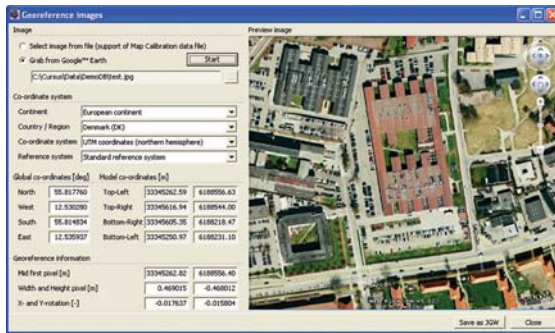 Georeference images
Image
Preview image
Select image from file (support of Map Calibration data file)
Grab from Google™ Earth
Start
C:\Cursus\Data\DemoDB\test.jpg
...
Co-ordinate system
Continent European continent
Country / Region Denmark (DK)
Co-ordinate system UTM coordinates (northern hemisphere)
Reference system Standard reference system
Global co-ordinates [deg] Model co-ordinates [m]
North 55.817760 Top-Left 33345262.59 6188556.63
West 12.530280 Top-Right 33345616.94 6188544.00
South 55.814834 Bottom-Right 33345605.35 6188218.47
East 12.535937 Bottom-Left 33345250.97 6188231.10
Georeference information
Mid first pixel [m] 33345262.82 6188556.40
Width and Height pixel [m] 0.469015 -0.468012
X- and Y-rotation [-] -0.017637 -0.015804
Save as JGW Close